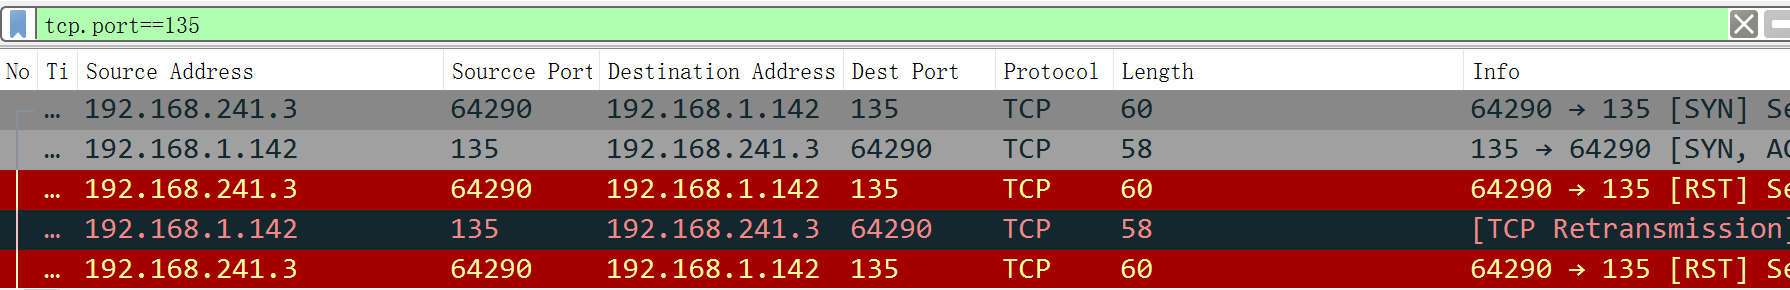 tcp.port==135
No Ti Source Address Sourcce Port Destination Address Dest Port Protocol Length Info
… 192.168.241.3 64290 192.168.1.142 135 TCP 60 64290 → 135 [SYN] Se
… 192.168.1.142 135 192.168.241.3 64290 TCP 58 135 → 64290 [SYN, AC
… 192.168.241.3 64290 192.168.1.142 135 TCP 60 64290 → 135 [RST] Se
… 192.168.1.142 135 192.168.241.3 64290 TCP 58 [TCP Retransmission]
… 192.168.241.3 64290 192.168.1.142 135 TCP 60 64290 → 135 [RST] Se